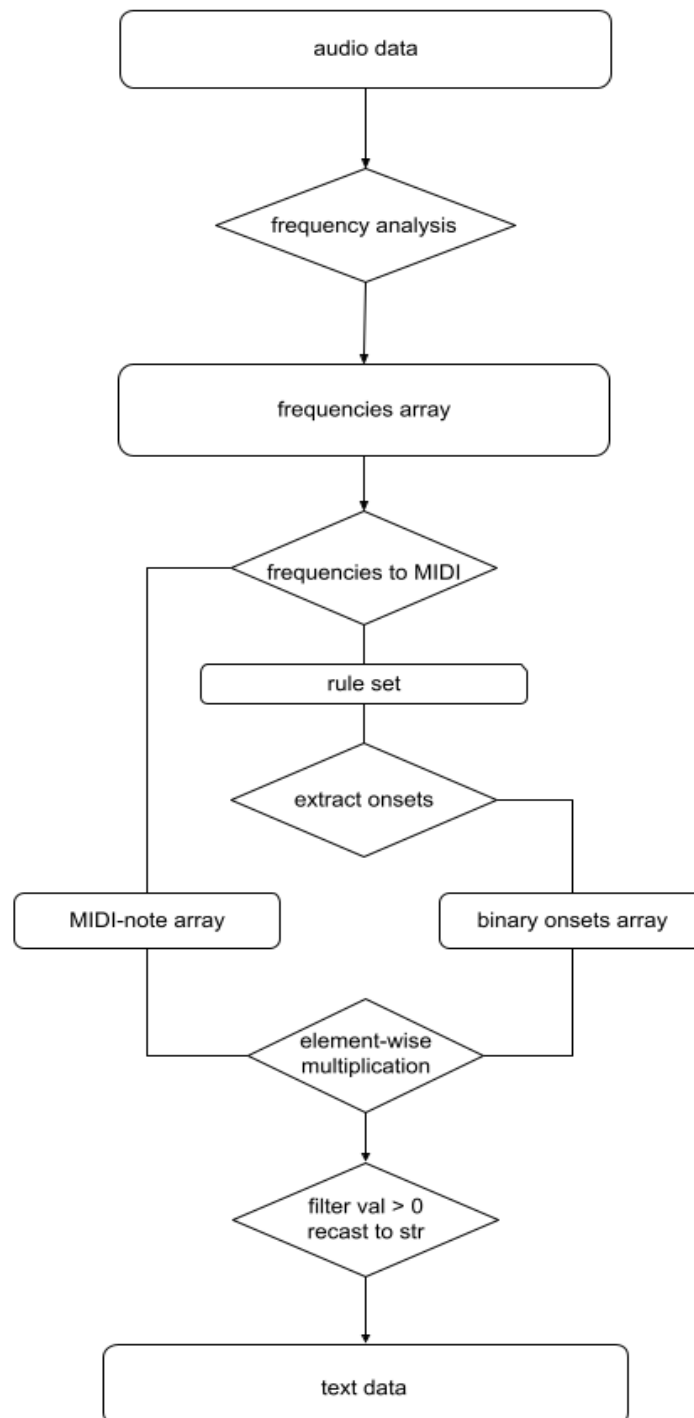 audio data
frequency analysis
frequencies array
frequencies to MIDI
rule set
extract onsets
MIDI-note array
binary onsets array
element-wise
multiplication
filter val > 0
recast to str
text data